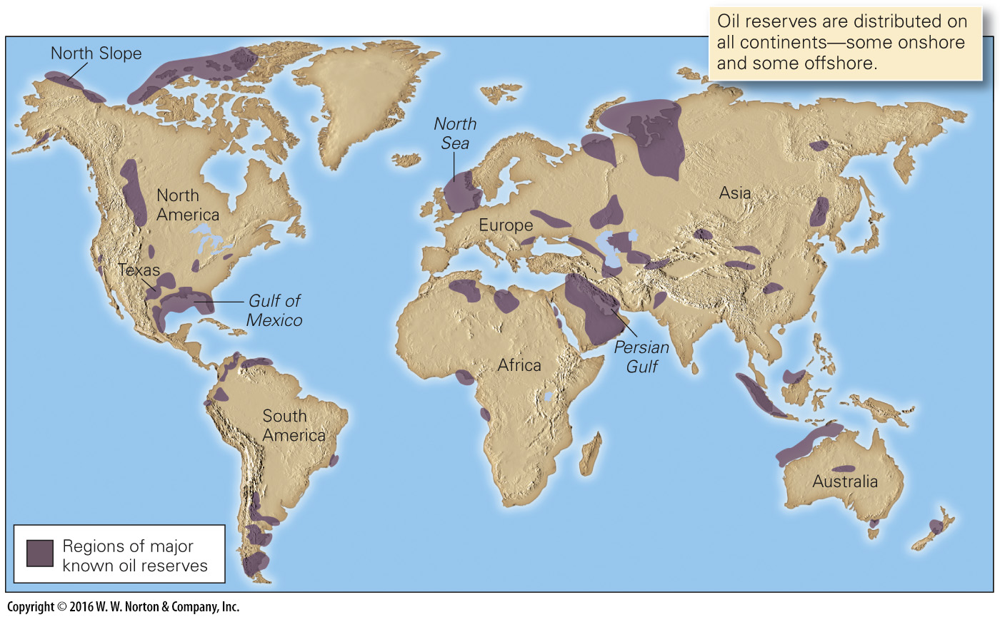 Oil reserves are distributed on
all continents—some onshore
and some offshore.
North Slope
North
Sea
North
America
Asia
Europe
Texas
Gulf of
Mexico
Persian
Gulf
Africa
South
America
Australia
Regions of major
known oil reserves
Copyright © 2016 W. W. Norton & Company, Inc.